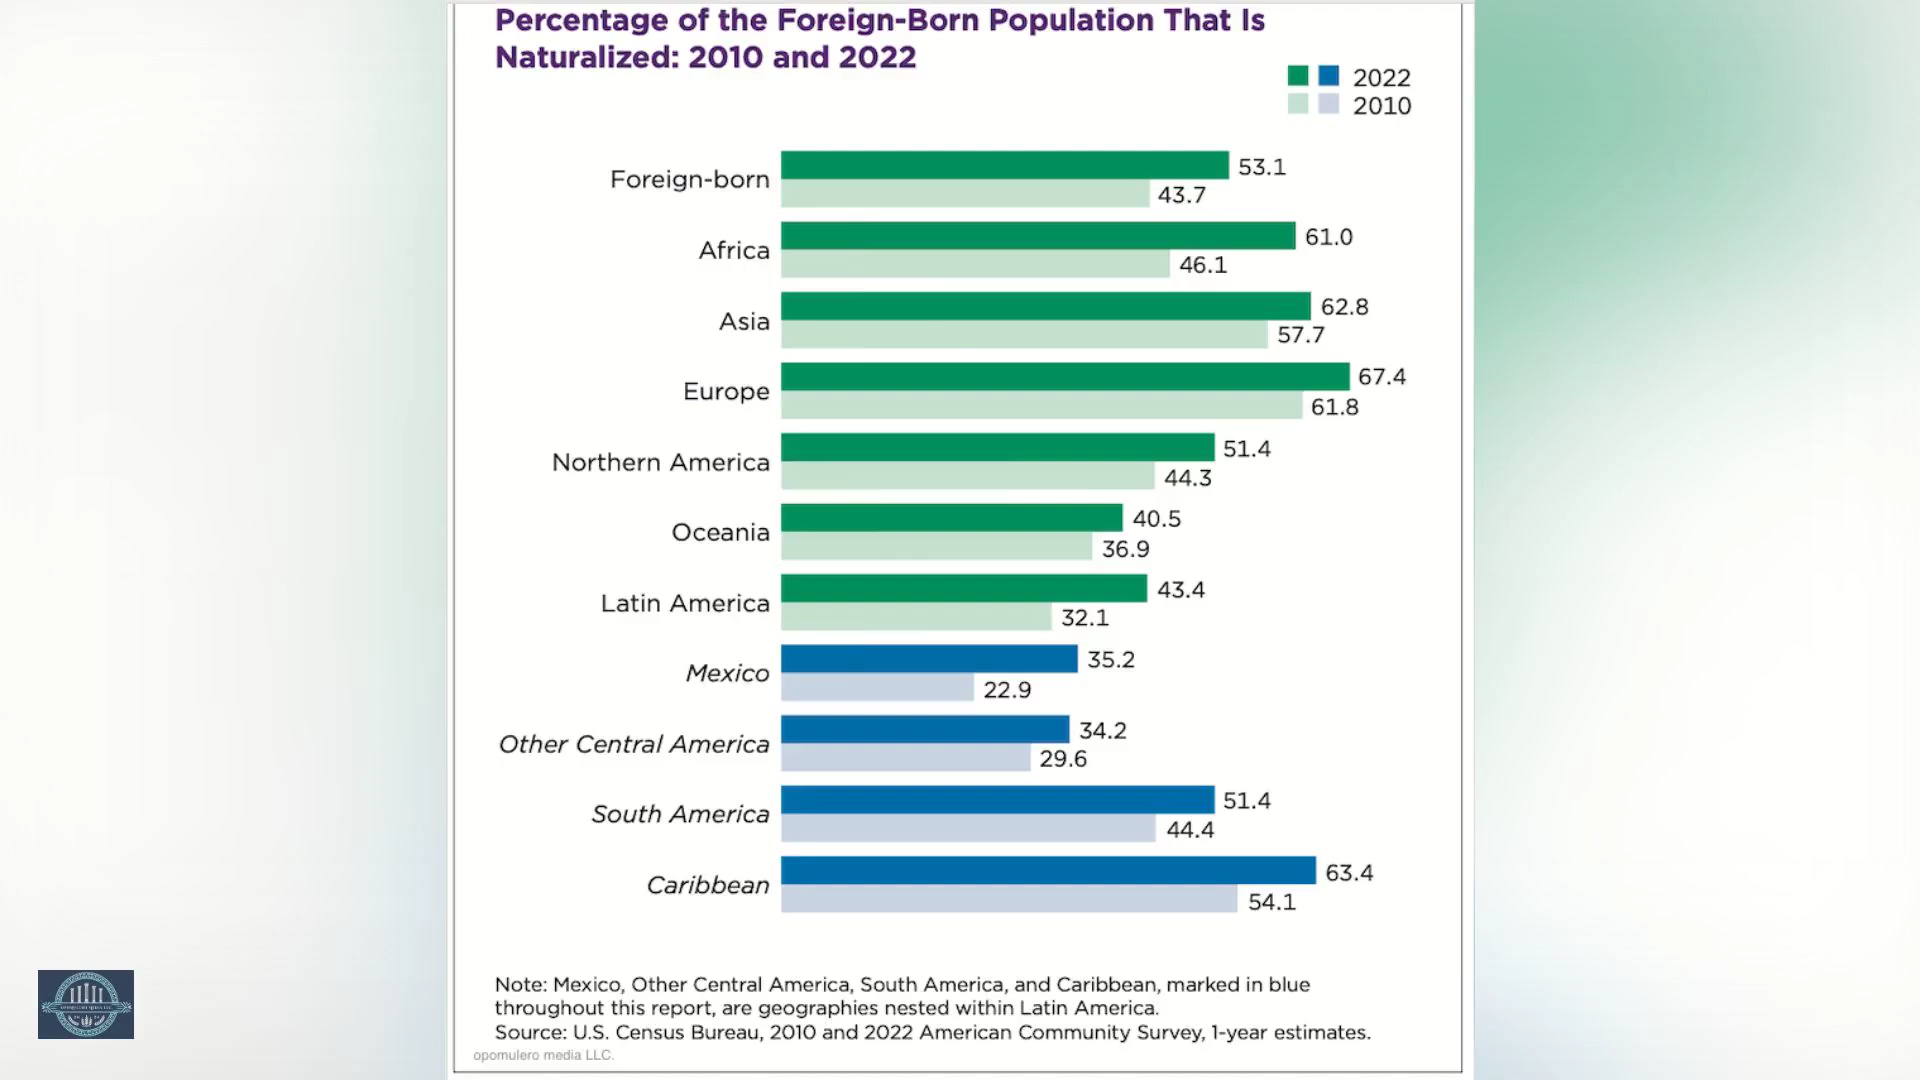 Percentage of the Foreign-Born Population That Is
Naturalized: 2010 and 2022
2022
2010
Foreign-born
53.1
43.7
Africa
61.0
46.1
Asia
62.8
57.7
Europe
67.4
61.8
Northern America
51.4
44.3
Oceania
40.5
36.9
Latin America
43.4
32.1
Mexico
35.2
22.9
Other Central America
34.2
29.6
South America
51.4
44.4
Caribbean
63.4
54.1
Note: Mexico, Other Central America, South America, and Caribbean, marked in blue
throughout this report, are geographies nested within Latin America.
Source: U.S. Census Bureau, 2010 and 2022 American Community Survey, 1-year estimates.
opomulero media LLC.